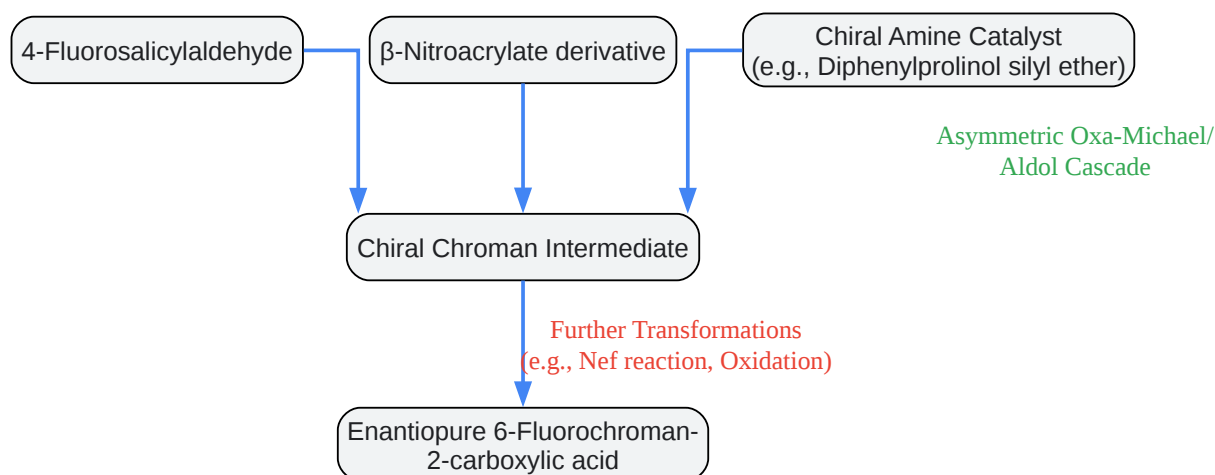 4-Fluorosalicylaldehyde
β-Nitroacrylate derivative
Chiral Amine Catalyst
(e.g., Diphenylprolinol silyl ether)
Asymmetric Oxa-Michael/
Aldol Cascade
Chiral Chroman Intermediate
Further Transformations
(e.g., Nef reaction, Oxidation)
Enantiopure 6-Fluorochroman-
2-carboxylic acid